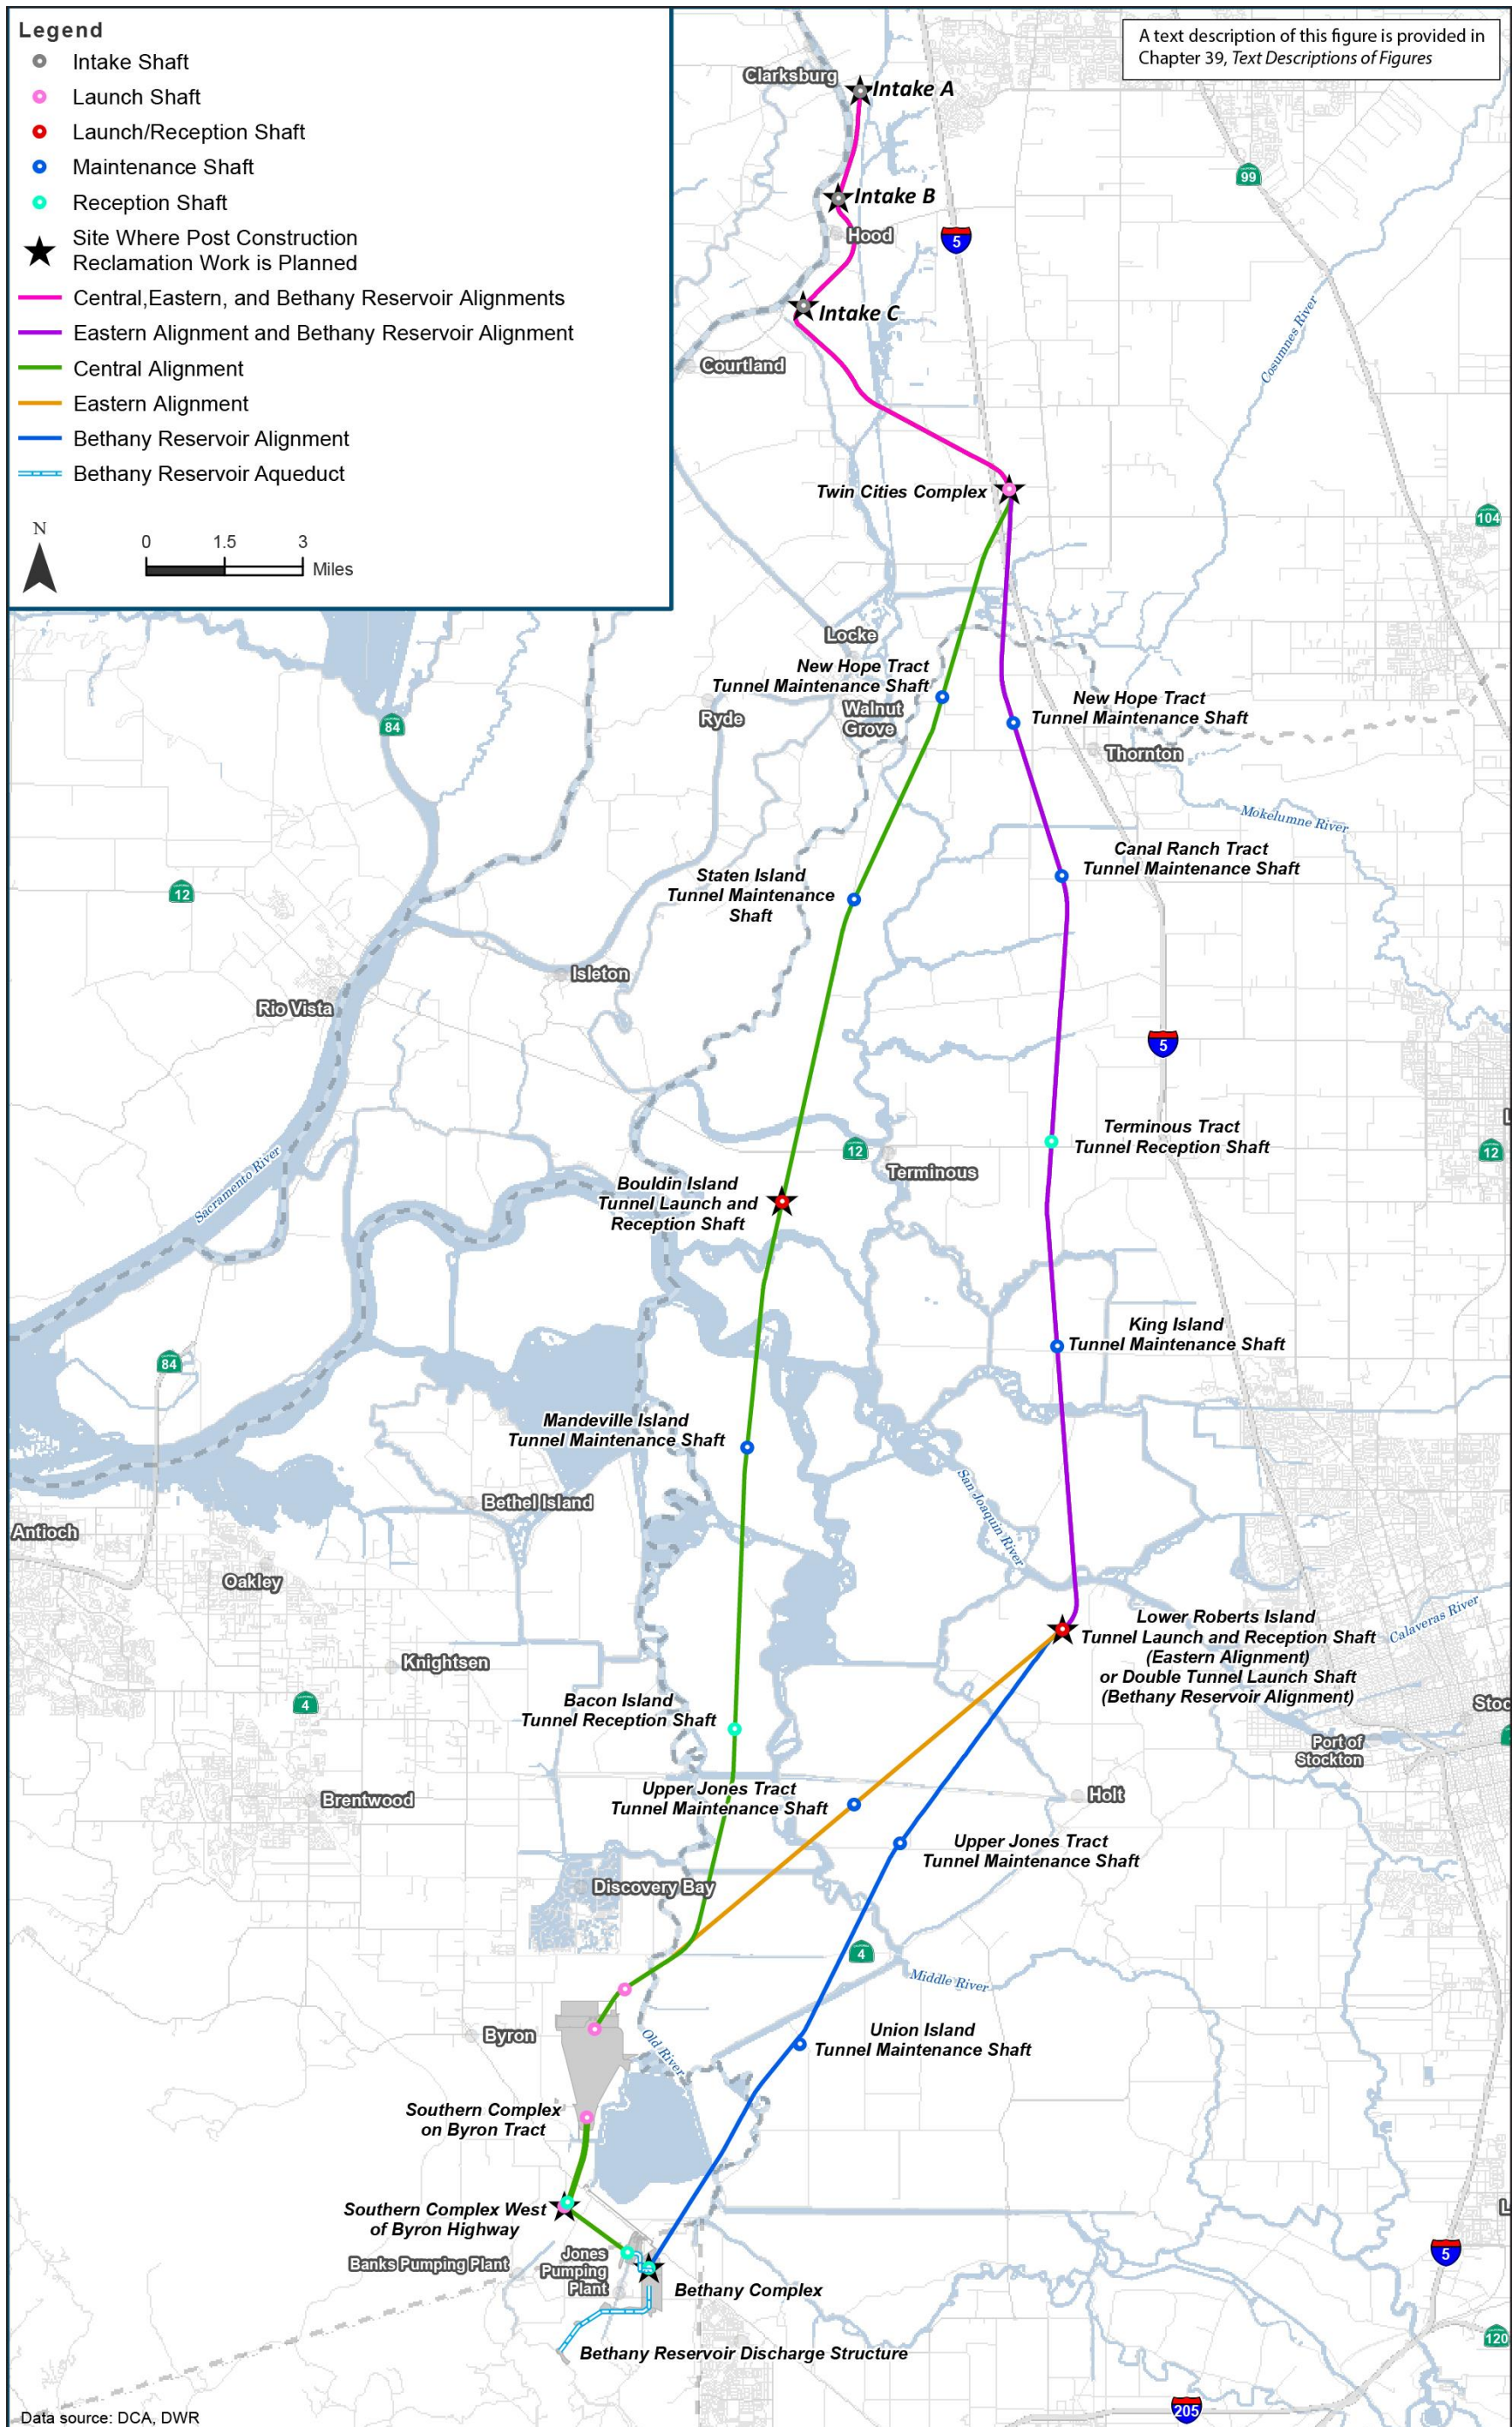 Legend
Intake Shaft
Launch Shaft
Launch/Reception Shaft
Maintenance Shaft
Reception Shaft
Site Where Post Construction
Reclamation Work is Planned
Central,Eastern, and Bethany Reservoir Alignments
Eastern Alignment and Bethany Reservoir Alignment
Central Alignment
Eastern Alignment
Bethany Reservoir Alignment
Bethany Reservoir Aqueduct
N
0 1.5 3
Miles
A text description of this figure is provided in
Chapter 39, Text Descriptions of Figures
Clarksburg
Intake A
99
Intake B
Hood
5
Intake C
Cosumnes River
Courtland
Twin Cities Complex
104
Locke
New Hope Tract
Tunnel Maintenance Shaft
Ryde
Walnut
Grove
84
New Hope Tract
Tunnel Maintenance Shaft
Thornton
Mokelumne River
Canal Ranch Tract
Tunnel Maintenance Shaft
Staten Island
Tunnel Maintenance
Shaft
12
Isleton
Rio Vista
5
Terminous Tract
Tunnel Reception Shaft
12
12
Terminous
Sacramento River
Bouldin Island
Tunnel Launch and
Reception Shaft
King Island
Tunnel Maintenance Shaft
84
Mandeville Island
Tunnel Maintenance Shaft
Bethel Island
San Joaquin River
Antioch
Oakley
Lower Roberts Island
Tunnel Launch and Reception Shaft
(Eastern Alignment)
or Double Tunnel Launch Shaft
(Bethany Reservoir Alignment)
Calaveras River
Knightsen
4
Bacon Island
Tunnel Reception Shaft
Stoc
Port of
Stockton
Upper Jones Tract
Tunnel Maintenance Shaft
Holt
Brentwood
Upper Jones Tract
Tunnel Maintenance Shaft
Discovery Bay
4
Middle River
Byron
Old River
Union Island
Tunnel Maintenance Shaft
Southern Complex
on Byron Tract
Southern Complex West
of Byron Highway
Banks Pumping Plant
Jones
Pumping
Plant
Bethany Complex
5
120
Bethany Reservoir Discharge Structure
205
Data source: DCA, DWR